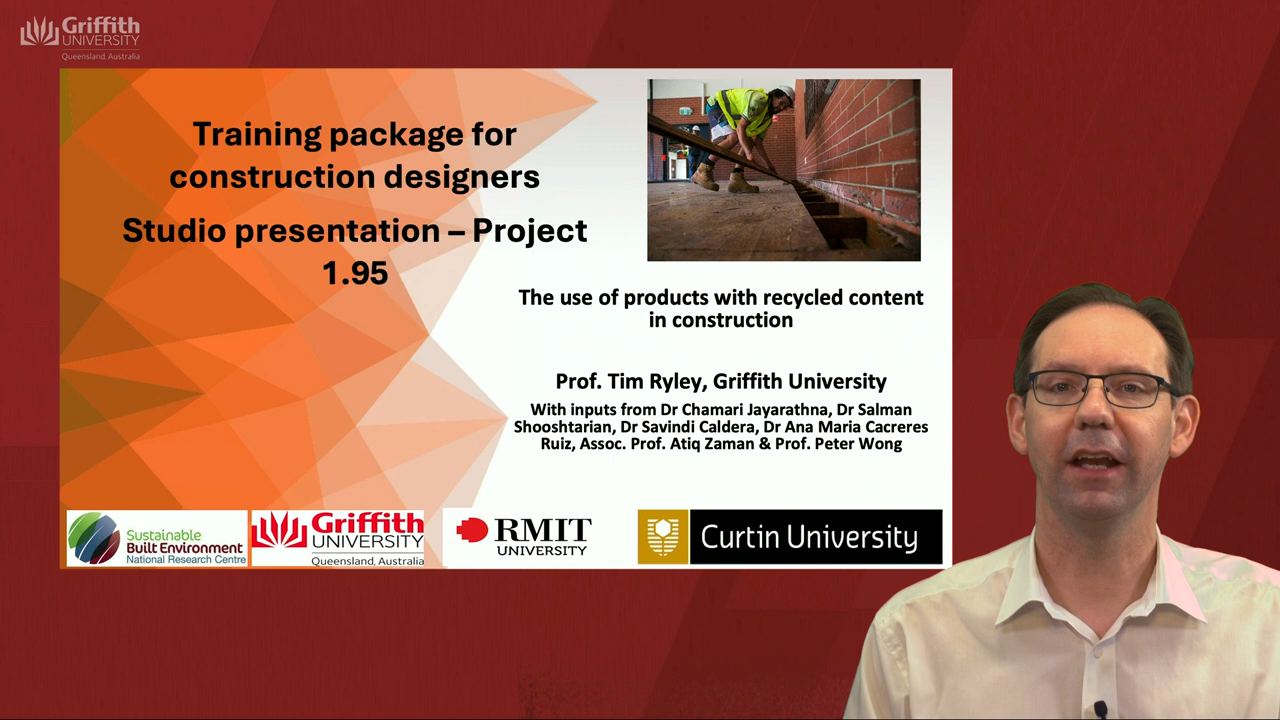 Griffith
UNIVERSITY
Queensland, Australia
Training package for
construction designers
Studio presentation – Project
1.95
The use of products with recycled content
in construction
Prof. Tim Ryley, Griffith University
With inputs from Dr Chamari Jayarathna, Dr Salman
Shooshtarian, Dr Savindi Caldera, Dr Ana Maria Cacreres
Ruiz, Assoc. Prof. Atiq Zaman & Prof. Peter Wong
Sustainable
Built Environment
National Research Centre
Griffith
UNIVERSITY
Queensland, Australia
RMIT
UNIVERSITY
Curtin University